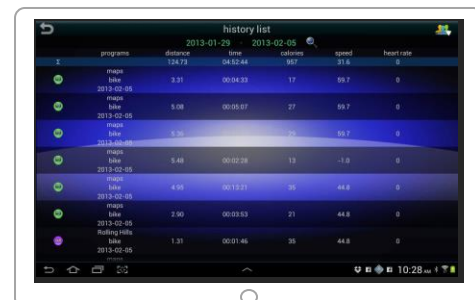 history list
2013-01-29 - 2013-02-05
programs distance time calories speed heart rate
Σ 124.73 04:52:44 957 31.6 0
maps
bike 3.31 00:04:33 17 59.7 0
2013-02-05
maps
bike 5.08 00:05:07 27 59.7 0
2013-02-05
maps
bike 59.7 0
2013-02-05
maps
bike 5.48 00:02:28 13 -1.0 0
2013-02-05
maps
bike 4.95 00:13:21 35 44.8 0
2013-02-05
maps
bike 2.90 00:03:53 21 44.8 0
2013-02-05
Rolling Hills
bike 1.31 00:01:46 35 44.8 0
2013-02-05
maps
10:28 AM